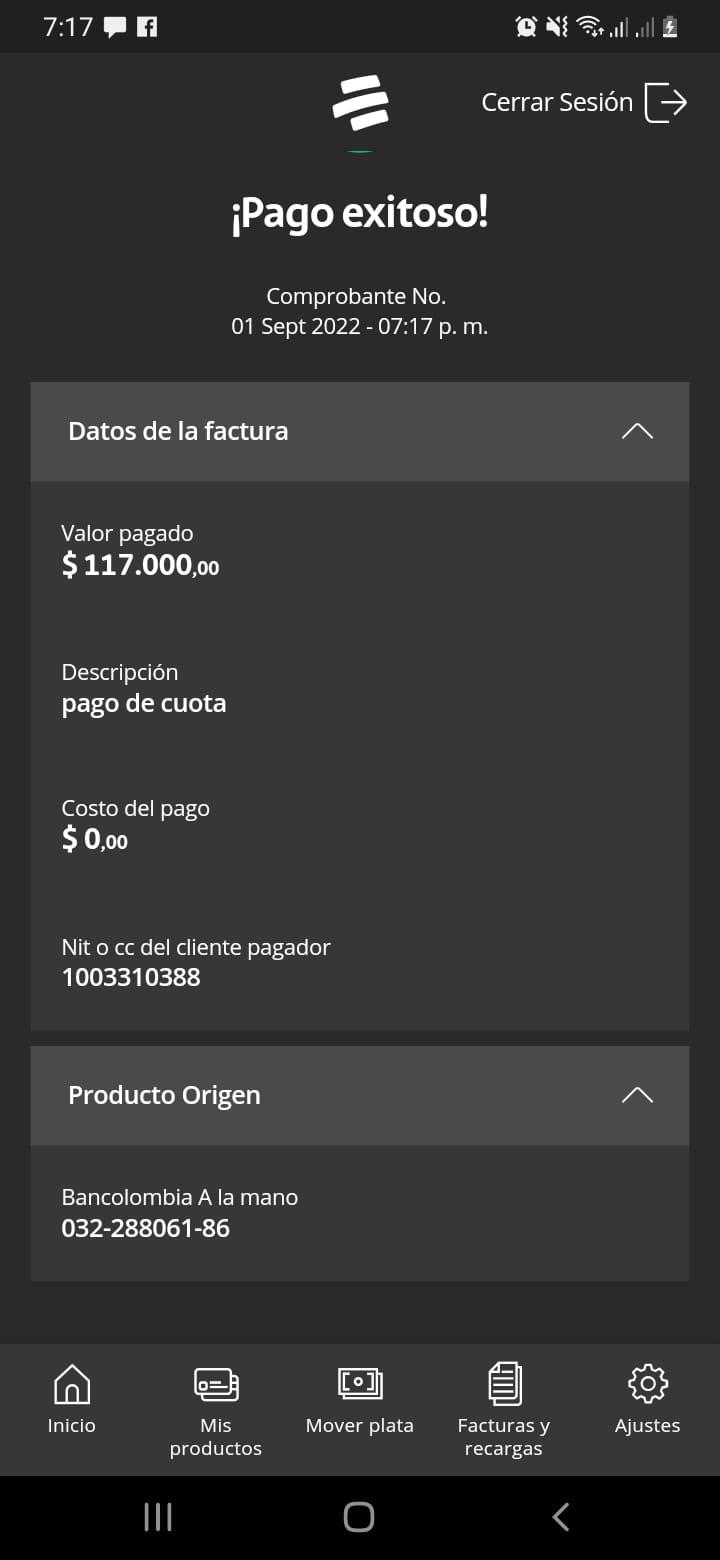 7:17
Cerrar Sesión
¡Pago exitoso!
Comprobante No.
01 Sept 2022 - 07:17 p. m.
Datos de la factura
Valor pagado
$ 117.000,00
Descripción
pago de cuota
Costo del pago
$ 0,00
Nit o cc del cliente pagador
1003310388
Producto Origen
Bancolombia A la mano
032-288061-86
Inicio
Mis productos
Mover plata
Facturas y recargas
Ajustes